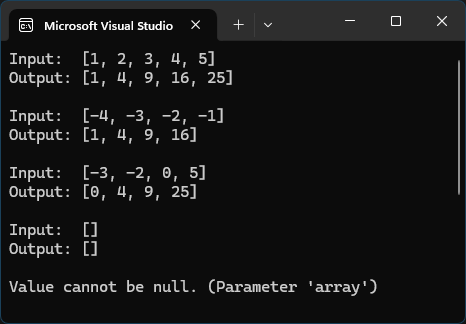 Microsoft Visual Studio
Input:  [1, 2, 3, 4, 5]
Output: [1, 4, 9, 16, 25]
Input:  [-4, -3, -2, -1]
Output: [1, 4, 9, 16]
Input:  [-3, -2, 0, 5]
Output: [0, 4, 9, 25]
Input:  []
Output: []
Value cannot be null. (Parameter 'array')